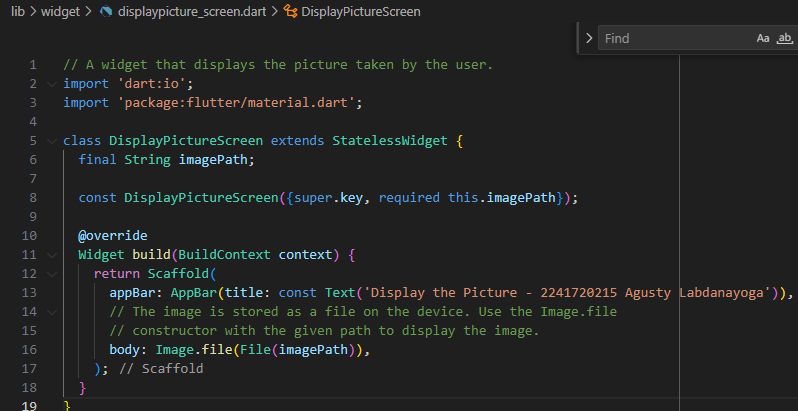 lib > widget > displaypicture_screen.dart > DisplayPictureScreen
> Find Aa ab,
1 // A widget that displays the picture taken by the user.
2 import 'dart:io';
3 import 'package:flutter/material.dart';
4
5 class DisplayPictureScreen extends StatelessWidget {
6 final String imagePath;
7
8 const DisplayPictureScreen({super.key, required this.imagePath});
9
10 @override
11 Widget build(BuildContext context) {
12 return Scaffold(
13 appBar: AppBar(title: const Text('Display the Picture - 2241720215 Agusty Labdanayoga')),
14 // The image is stored as a file on the device. Use the Image.file
15 // constructor with the given path to display the image.
16 body: Image.file(File(imagePath)),
17 ); // Scaffold
18 }
19 }